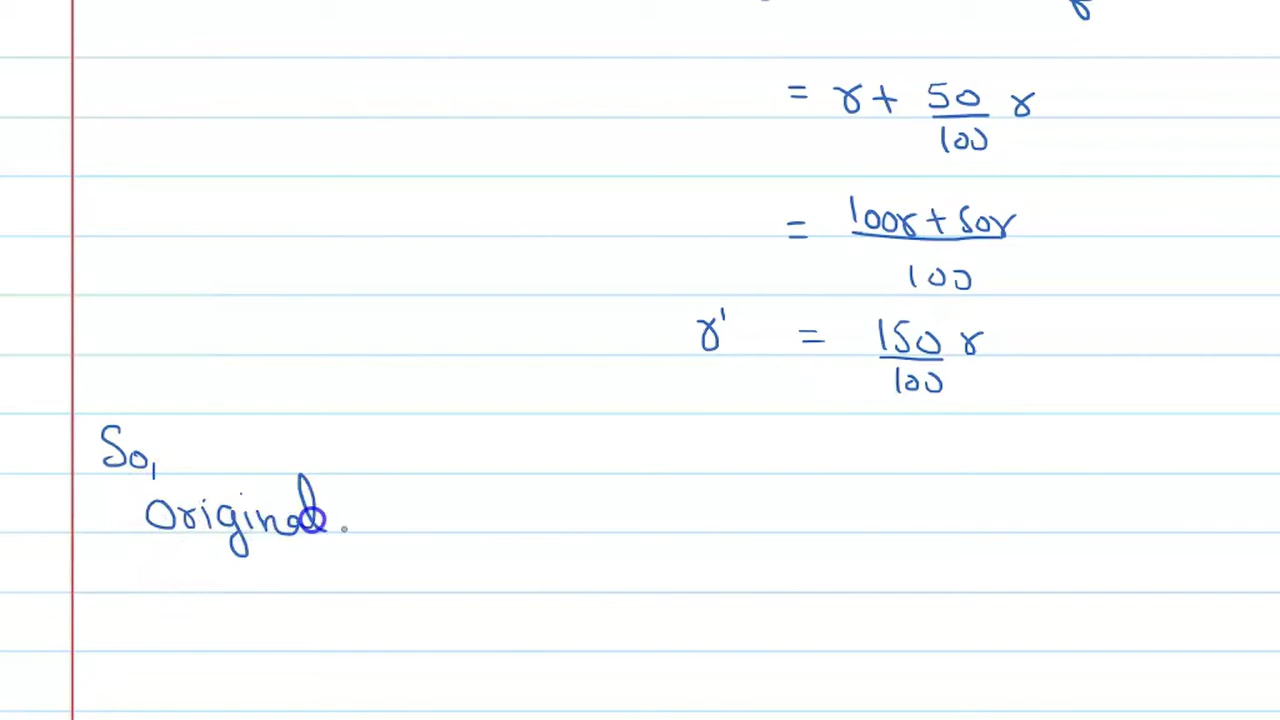 = r + 50/100 r
= 100r + 50r / 100
r' = 150/100 r
So,
Original